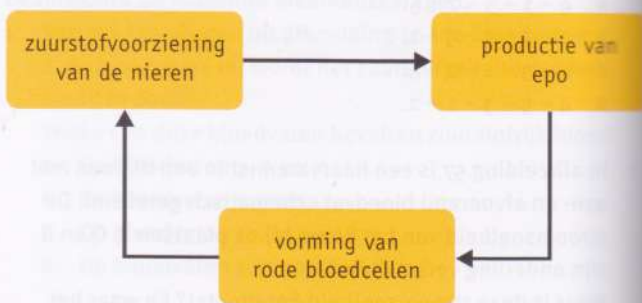 zuurstofvoorziening
van de nieren
productie van
epo
vorming van
rode bloedcellen